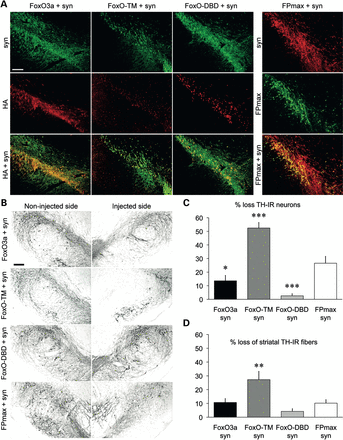 A
FoxO3a + syn
FoxO-TM + syn
FoxO-DBD + syn
FPmax + syn
syn
HA
HA + syn
syn
FPmax
FPmax + syn
B
Non-injected side
Injected side
FoxO3a + syn
FoxO-TM + syn
FoxO-DBD + syn
FPmax + syn
C
% loss TH-IR neurons
60
50
40
30
20
10
0
*
***
***
FoxO3a syn
FoxO-TM syn
FoxO-DBD syn
FPmax syn
D
% loss of striatal TH-IR fibers
60
50
40
30
20
10
0
**
FoxO3a syn
FoxO-TM syn
FoxO-DBD syn
FPmax syn